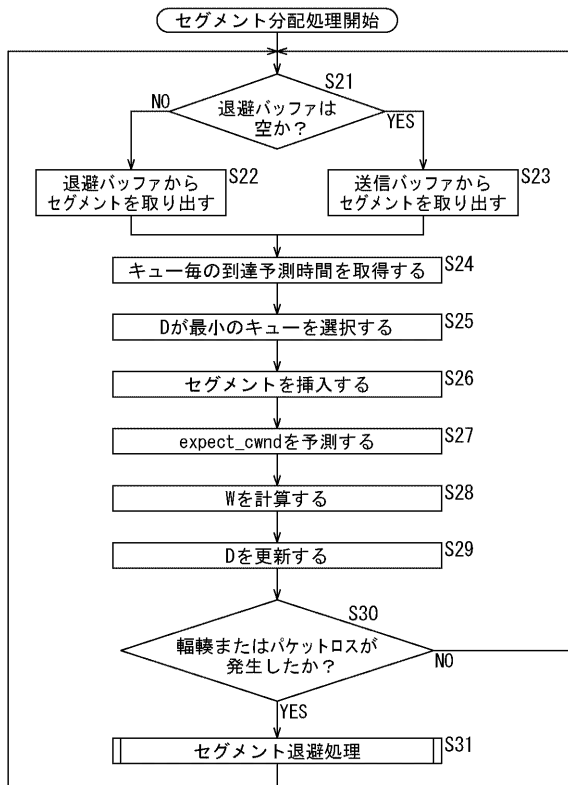 セグメント分配処理開始
S21
退避バッファは
空か？
NO
YES
退避バッファから
セグメントを取り出す
S22
送信バッファから
セグメントを取り出す
S23
キュー毎の到達予測時間を取得する
S24
Dが最小のキューを選択する
S25
セグメントを挿入する
S26
expect_cwndを予測する
S27
Wを計算する
S28
Dを更新する
S29
S30
輻輳またはパケットロスが
発生したか？
NO
YES
セグメント退避処理
S31